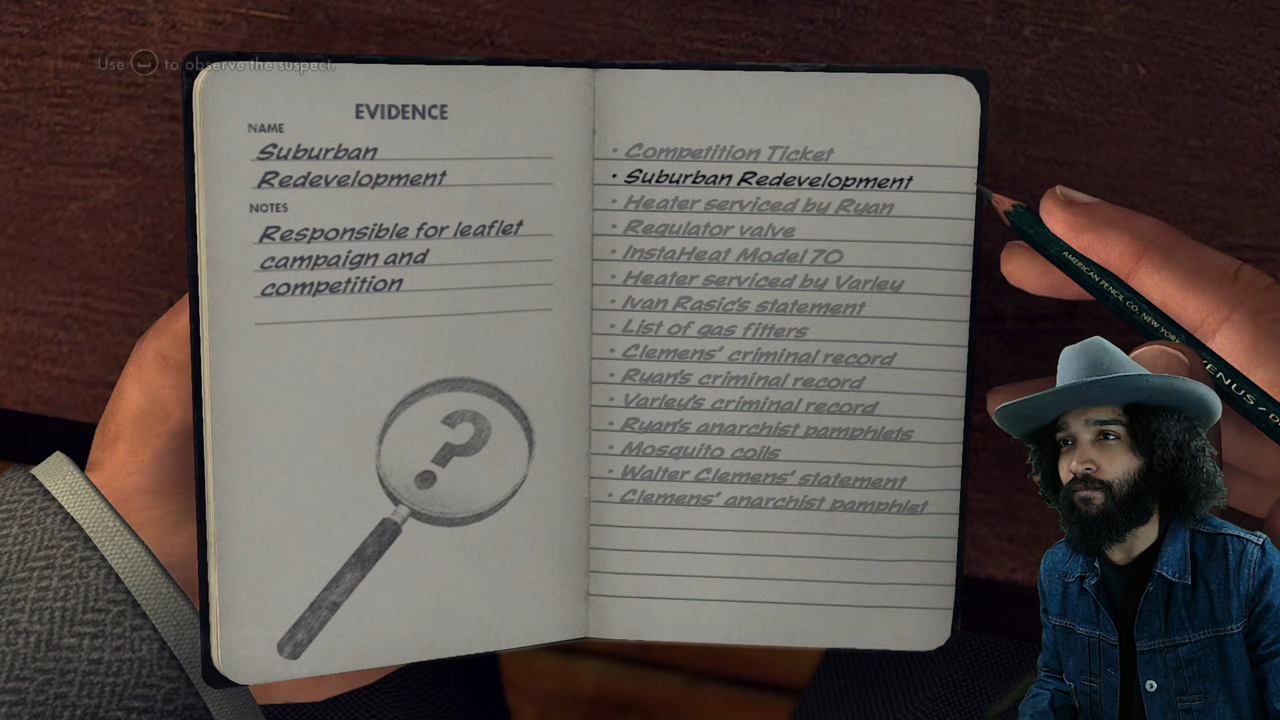 Use to observe the suspect.
EVIDENCE
NAME
Suburban
Redevelopment
NOTES
Responsible for leaflet
campaign and
competition
?
• Competition Ticket
• Suburban Redevelopment
• Heater serviced by Ryan
• Regulator valve
• InstaHeat Model 70
• Heater serviced by Varley
• Ivan Rasic's statement
• List of gas fitters
• Clemens' criminal record
• Ryan's criminal record
• Varley's criminal record
• Ryan's anarchist pamphlets
• Mosquito coils
• Walter Clemens' statement
• Clemens' anarchist pamphlet
AMERICAN PENCIL CO. NEW YORK
VENUS